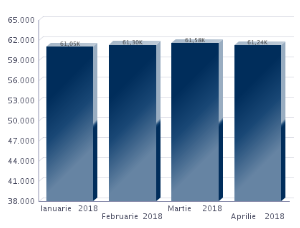 65.000
62.000
59.000
56.000
53.000
50.000
47.000
44.000
41.000
38.000
61,05K
61,30K
61,58K
61,24K
Ianuarie 2018
Februarie 2018
Martie 2018
Aprilie 2018